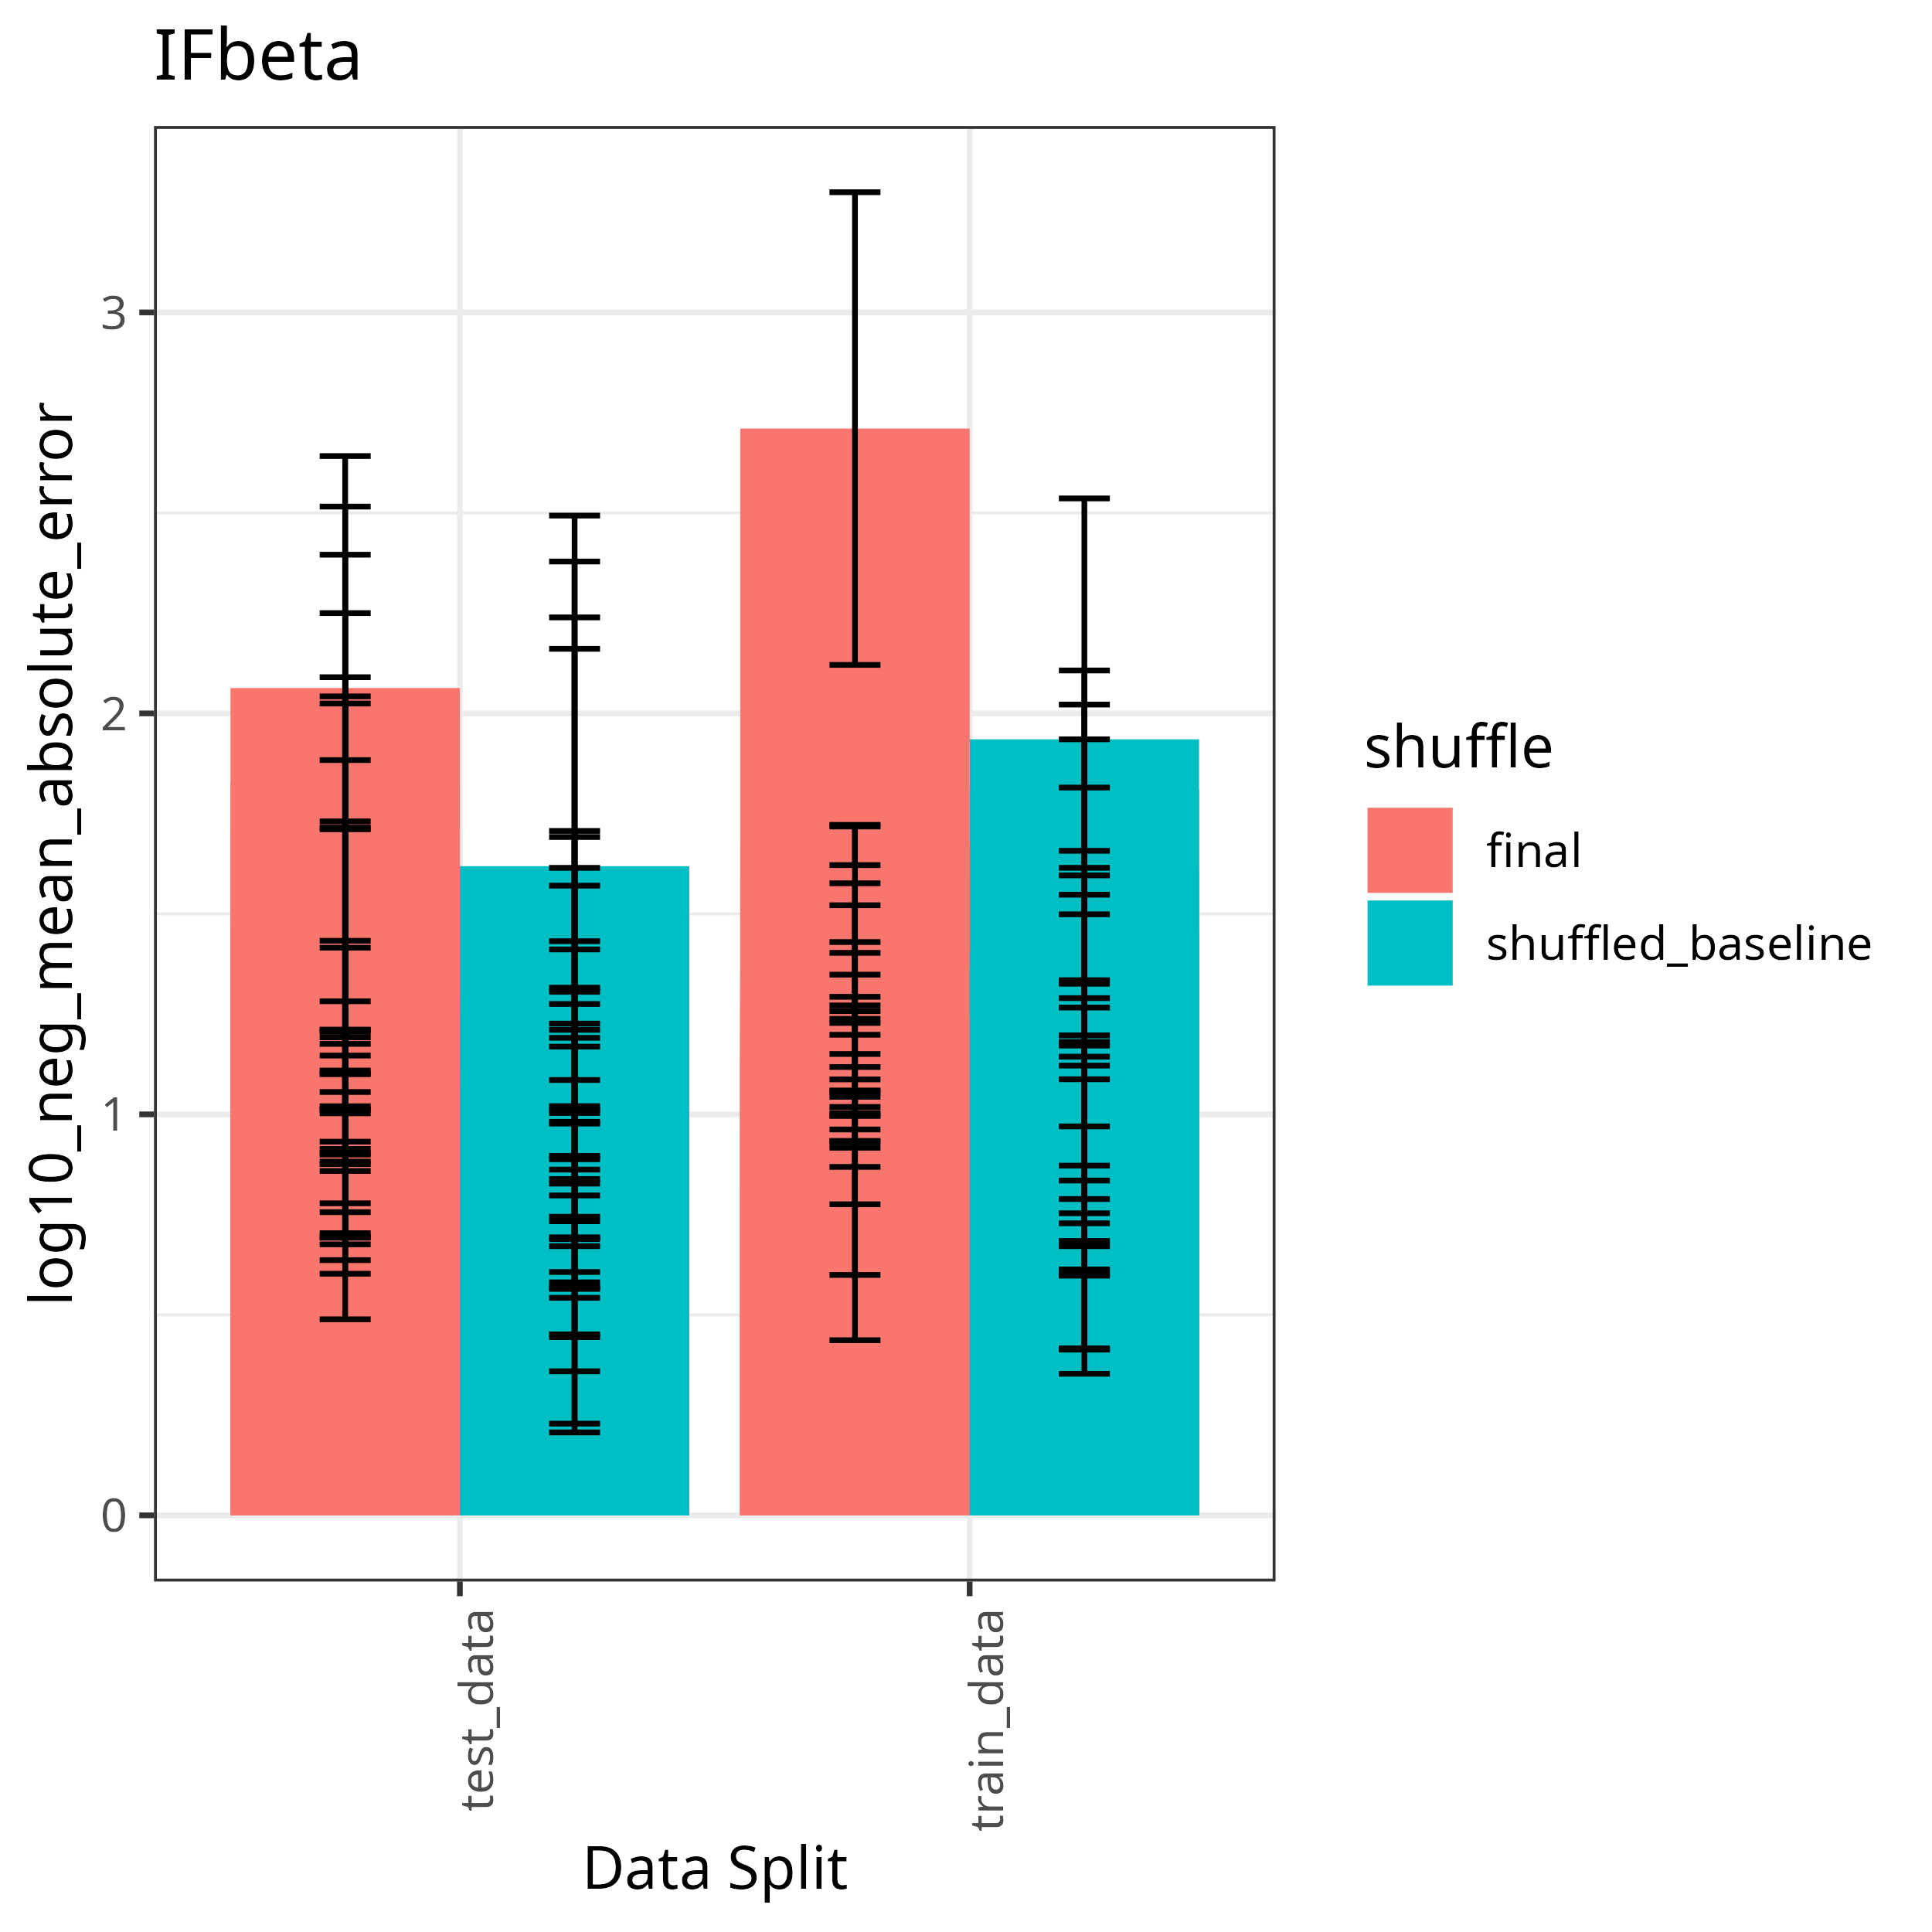 IFbeta
log10_neg_mean_absolute_error
3
2
1
0
test_data
train_data
Data Split
shuffle
final
shuffled_baseline